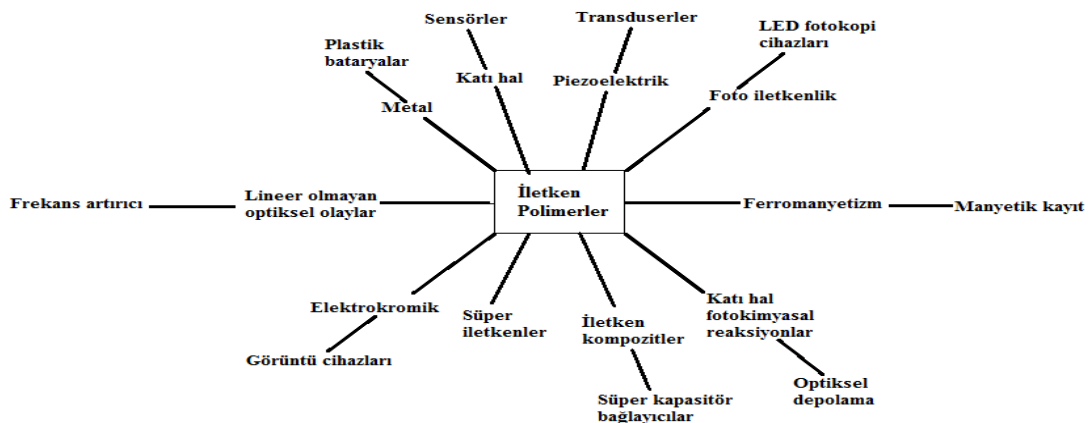 Sensörler
Transduserler
LED fotokopi
cihazları
Plastik
bataryalar
Katı hal
Piezoelektrik
Foto iletkenlik
Metal
Frekans artırıcı
Lineer olmayan
optiksel olaylar
İletken
Polimerler
Ferromanyetizm
Manyetik kayıt
Elektrokromik
Görüntü cihazları
Süper
iletkenler
İletken
kompozitler
Süper kapasitör
bağlayıcılar
Katı hal
fotokimyasal
reaksiyonlar
Optiksel
depolama